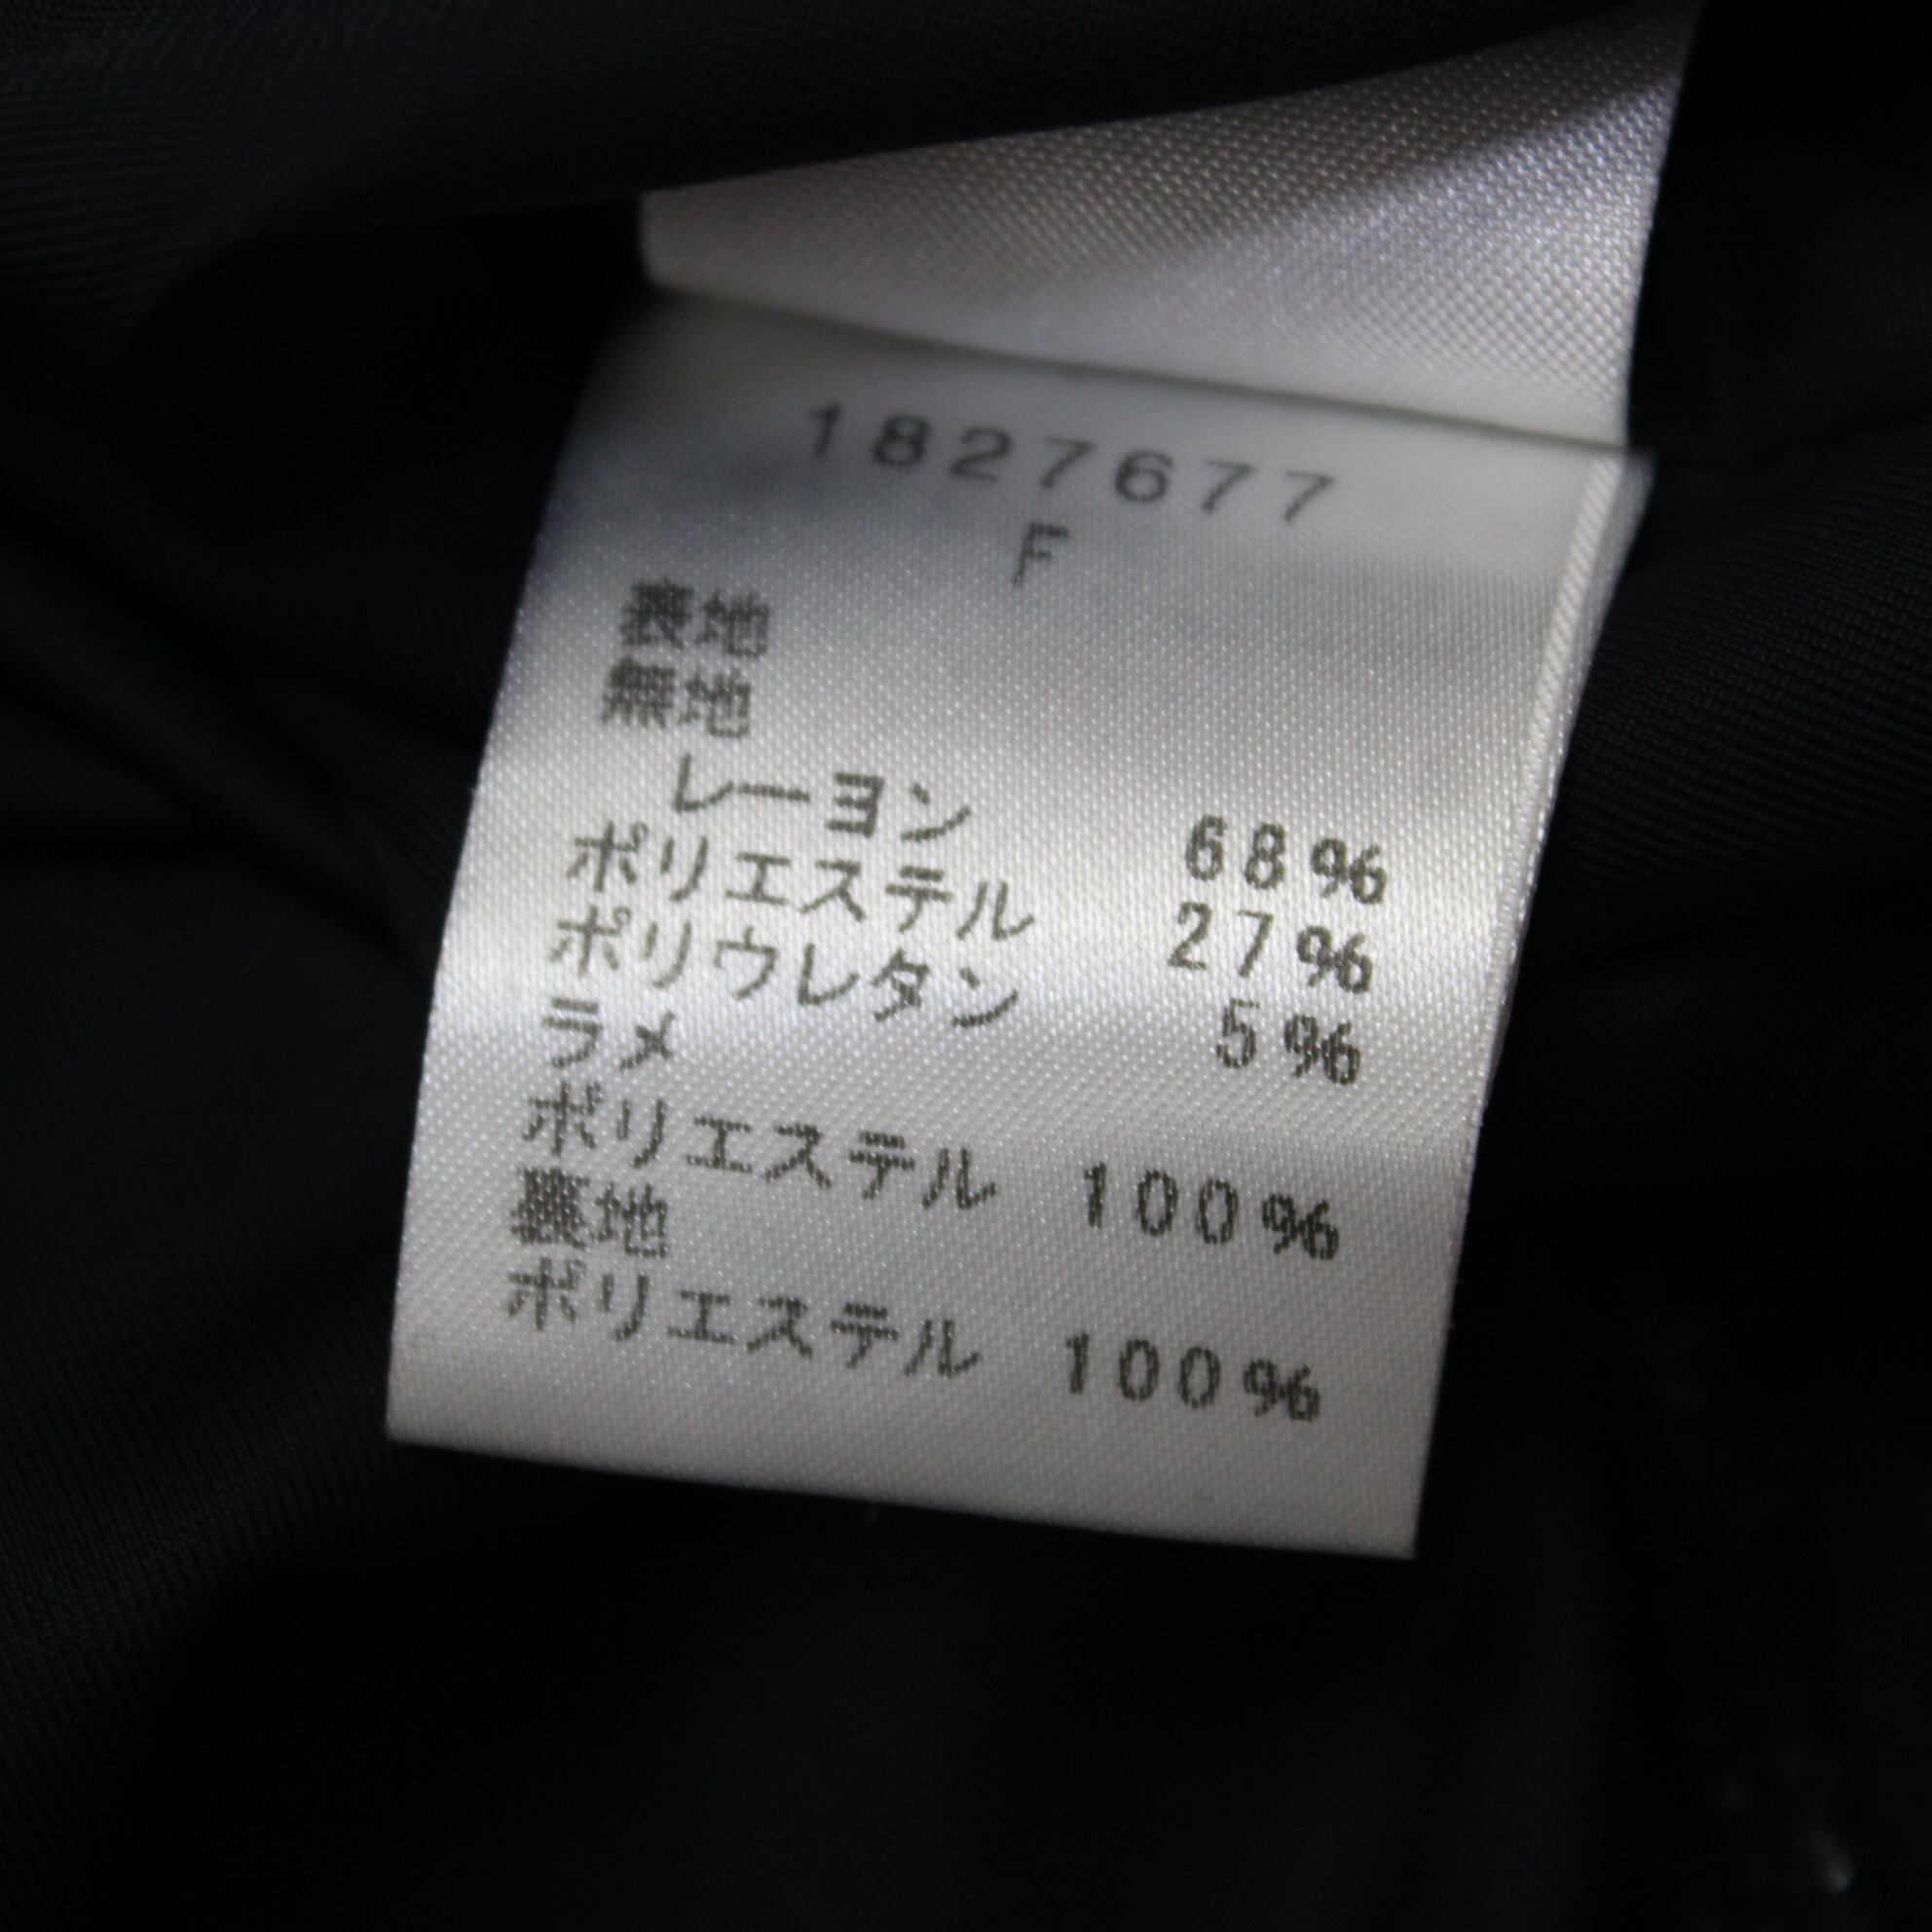 1827677
F
表地
無地
レーヨン 68%
ポリエステル 27%
ポリウレタン 5%
ラメ
ポリエステル 100%
裏地
ポリエステル 100%